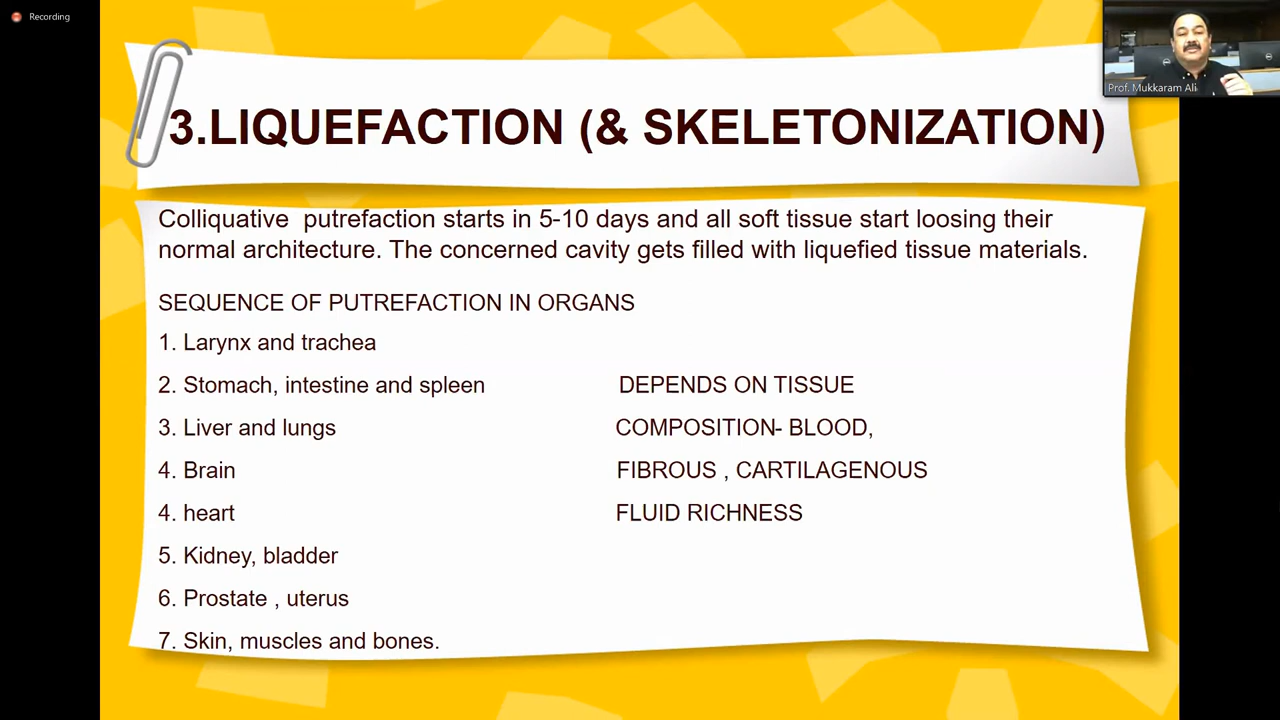 Recording
Prof. Mukkaram Ali
3.LIQUEFACTION (& SKELETONIZATION)
Colliquative putrefaction starts in 5-10 days and all soft tissue start loosing their
normal architecture. The concerned cavity gets filled with liquefied tissue materials.
SEQUENCE OF PUTREFACTION IN ORGANS
1. Larynx and trachea
2. Stomach, intestine and spleen
3. Liver and lungs
4. Brain
4. heart
5. Kidney, bladder
6. Prostate , uterus
7. Skin, muscles and bones.
DEPENDS ON TISSUE
COMPOSITION- BLOOD,
FIBROUS , CARTILAGENOUS
FLUID RICHNESS